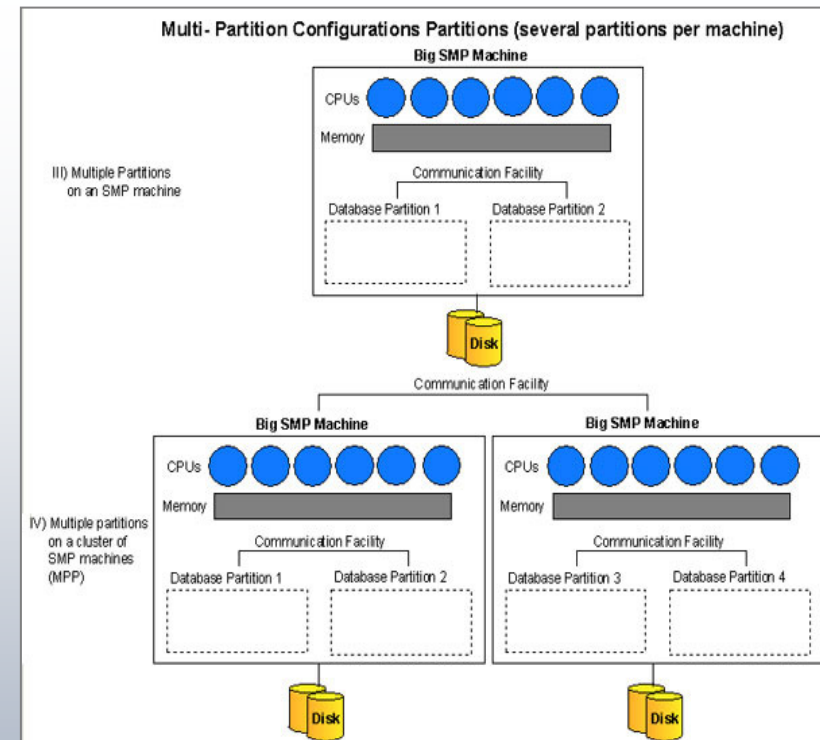 Multi- Partition Configurations Partitions (several partitions per machine)
Big SMP Machine
CPUs
Memory
III) Multiple Partitions
on an SMP machine
Communication Facility
Database Partition 1
Database Partition 2
Disk
Communication Facility
Big SMP Machine
Big SMP Machine
CPUs
CPUs
Memory
Memory
IV) Multiple partitions
on a cluster of
SMP machines
(MPP)
Communication Facility
Communication Facility
Database Partition 1
Database Partition 2
Database Partition 3
Database Partition 4
Disk
Disk